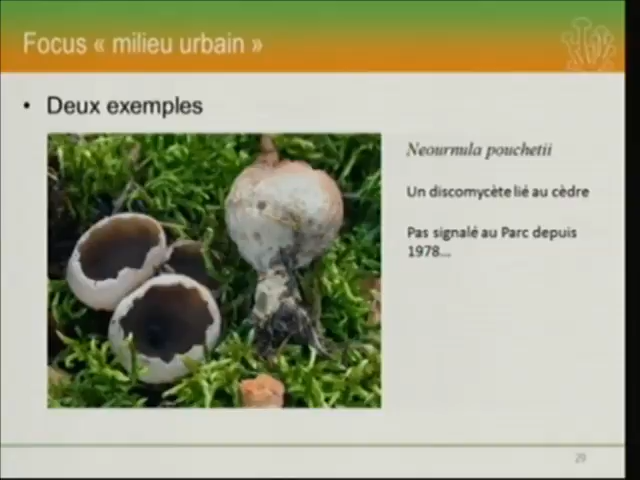 Focus « milieu urbain »
• Deux exemples
Neournula pouchetii
Un discomycète lié au cèdre
Pas signalé au Parc depuis
1978...
29